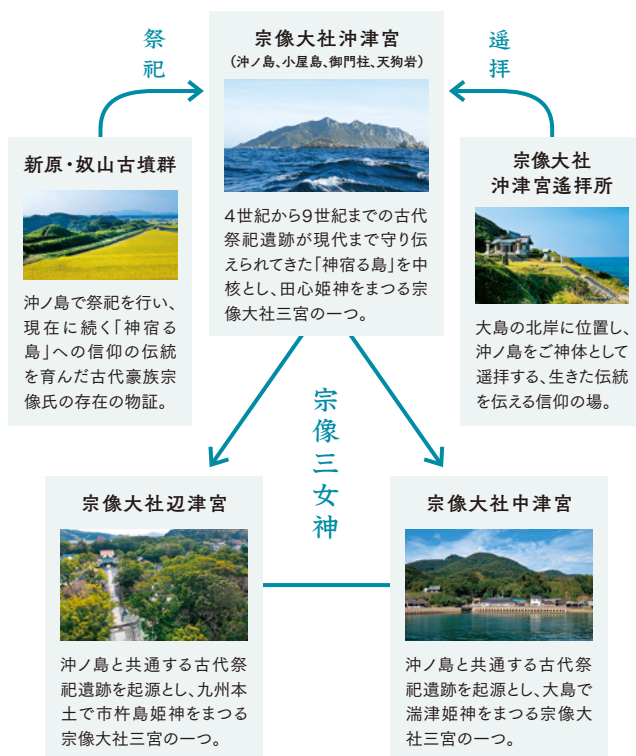 祭祀
宗像大社沖津宮
(沖ノ島、小屋島、御門柱、天狗岩)
遥拝
4世紀から9世紀までの古代
祭祀遺跡が現代まで守り伝
えられてきた「神宿る島」を中
核とし、田心姫神をまつる宗
像大社三宮の一つ。
新原・奴山古墳群
沖ノ島で祭祀を行い、
現在に続く「神宿る
島」への信仰の伝統
を育んだ古代豪族宗
像氏の存在の物証。
宗像大社
沖津宮遙拝所
大島の北岸に位置し、
沖ノ島をご神体として
遥拝する、生きた伝統
を伝える信仰の場。
宗像三女神
宗像大社辺津宮
沖ノ島と共通する古代祭
祀遺跡を起源とし、九州本
土で市杵島姫神をまつる
宗像大社三宮の一つ。
宗像大社中津宮
沖ノ島と共通する古代祭
祀遺跡を起源とし、大島で
湍津姫神をまつる宗像大
社三宮の一つ。